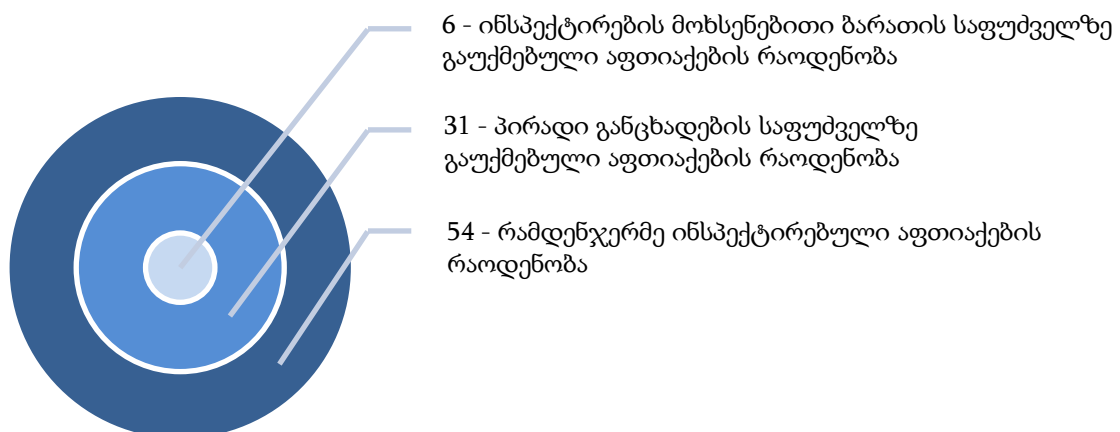 6 - ინსპექტირების მოხსენებითი ბარათის საფუძველზე
გაუქმებული აფთიაქების რაოდენობა
31 - პირადი განცხადების საფუძველზე
გაუქმებული აფთიაქების რაოდენობა
54 - რამდენჯერმე ინსპექტირებული აფთიაქების
რაოდენობა